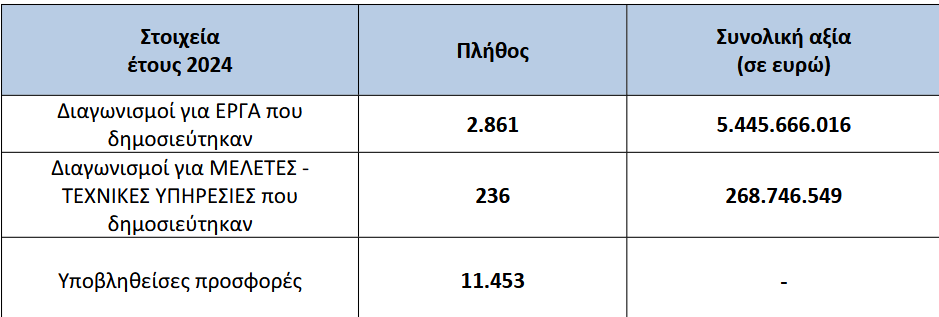 Στοιχεία
έτους 2024
Πλήθος
Συνολική αξία
(σε ευρώ)
Διαγωνισμοί για ΕΡΓΑ που
δημοσιεύτηκαν
2.861
5.445.666.016
Διαγωνισμοί για ΜΕΛΕΤΕΣ -
ΤΕΧΝΙΚΕΣ ΥΠΗΡΕΣΙΕΣ που
δημοσιεύτηκαν
236
268.746.549
Υποβληθείσες προσφορές
11.453
-